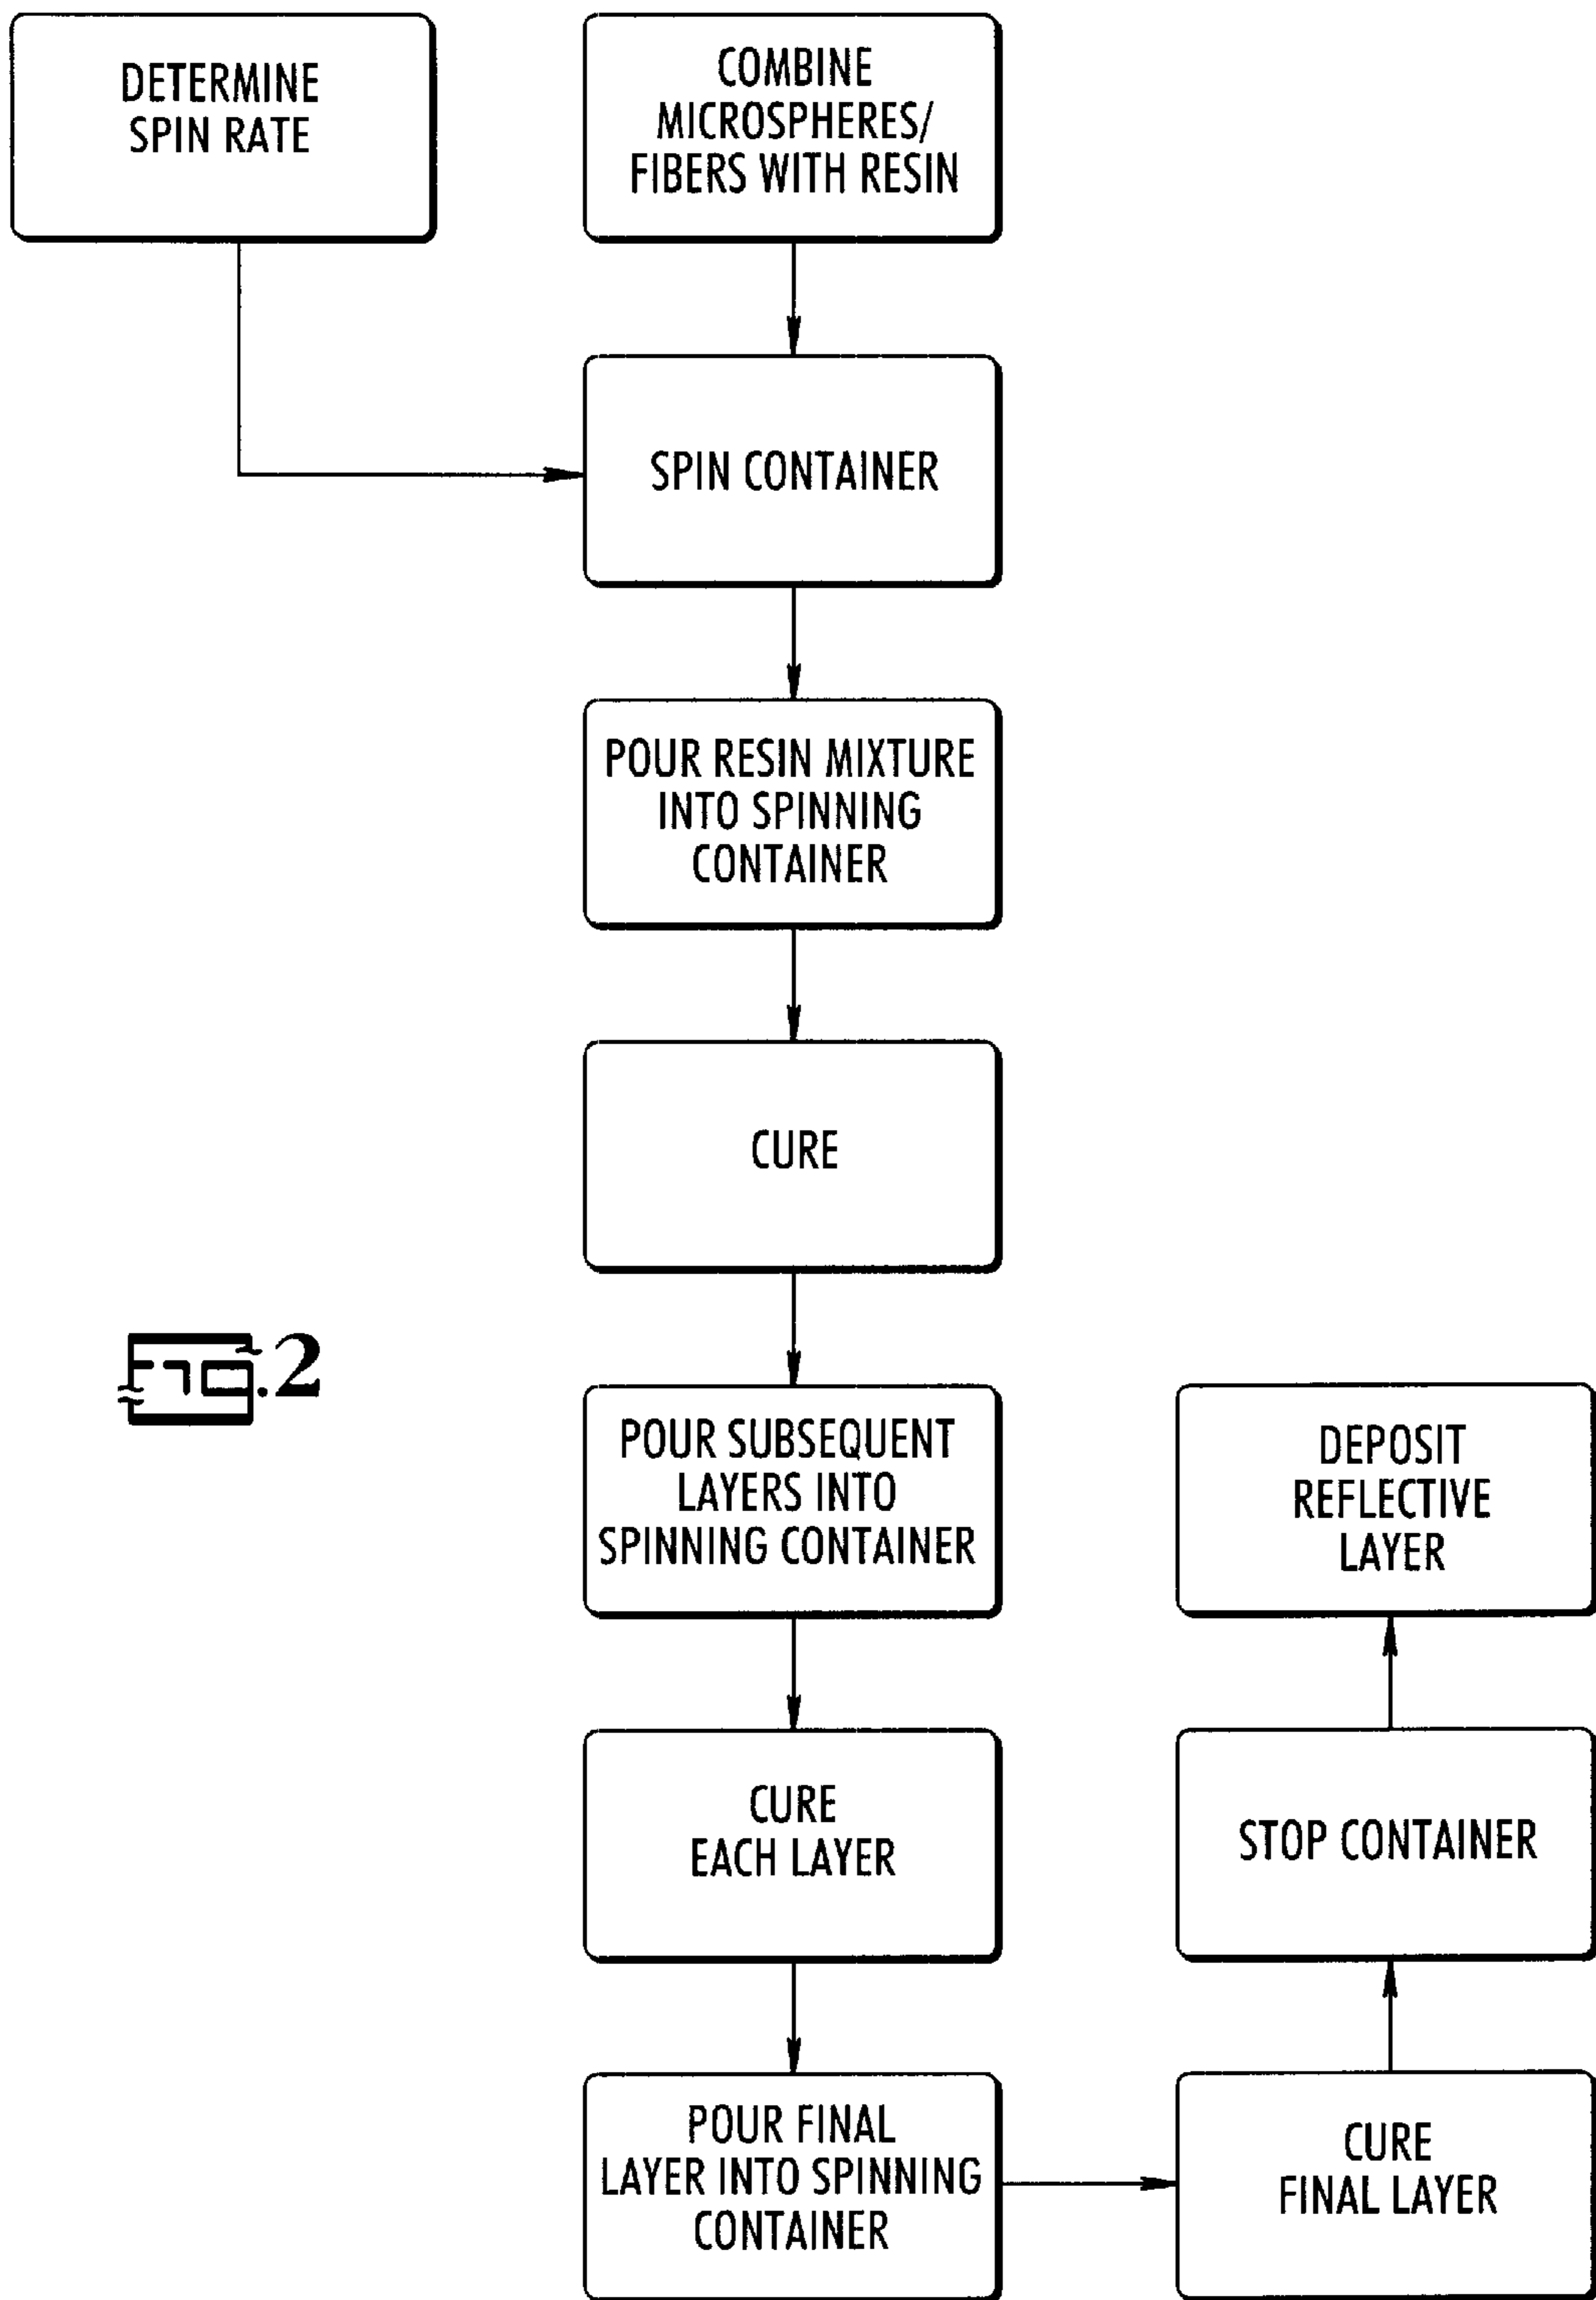 DETERMINE
SPIN RATE
COMBINE
MICROSPHERES/
FIBERS WITH RESIN
SPIN CONTAINER
POUR RESIN MIXTURE
INTO SPINNING
CONTAINER
CURE
POUR SUBSEQUENT
LAYERS INTO
SPINNING CONTAINER
CURE
EACH LAYER
POUR FINAL
LAYER INTO SPINNING
CONTAINER
CURE
FINAL LAYER
STOP CONTAINER
DEPOSIT
REFLECTIVE
LAYER
FIG.2